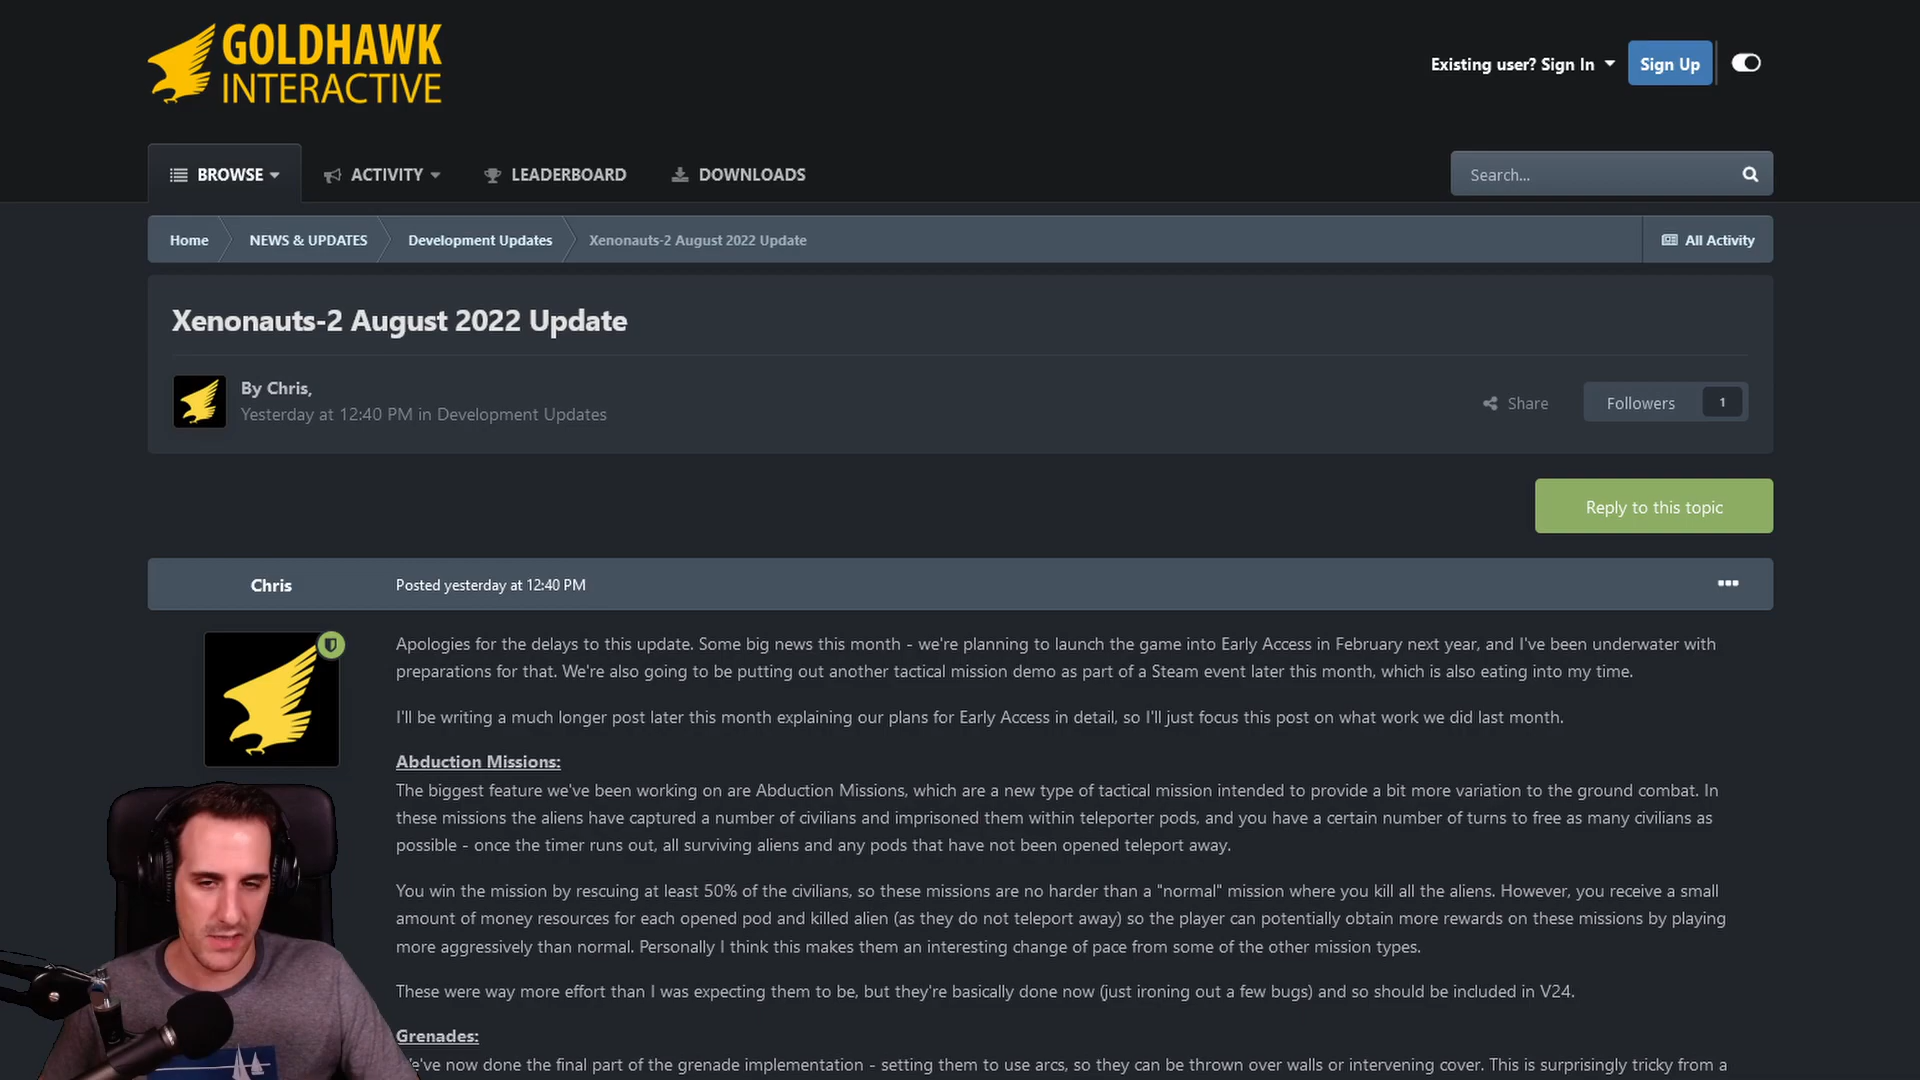 GOLDHAWK
INTERACTIVE
Existing user? Sign In
Sign Up
BROWSE
ACTIVITY
LEADERBOARD
DOWNLOADS
Search...
Home
NEWS & UPDATES
Development Updates
Xenonauts-2 August 2022 Update
All Activity
Xenonauts-2 August 2022 Update
By Chris,
Yesterday at 12:40 PM in Development Updates
Share
Followers
1
Reply to this topic
Chris
Posted yesterday at 12:40 PM
Apologies for the delays to this update. Some big news this month - we're planning to launch the game into Early Access in February next year, and I've been underwater with
preparations for that. We're also going to be putting out another tactical mission demo as part of a Steam event later this month, which is also eating into my time.
I'll be writing a much longer post later this month explaining our plans for Early Access in detail, so I'll just focus this post on what work we did last month.
Abduction Missions:
The biggest feature we've been working on are Abduction Missions, which are a new type of tactical mission intended to provide a bit more variation to the ground combat. In
these missions the aliens have captured a number of civilians and imprisoned them within teleporter pods, and you have a certain number of turns to free as many civilians as
possible - once the timer runs out, all surviving aliens and any pods that have not been opened teleport away.
You win the mission by rescuing at least 50% of the civilians, so these missions are no harder than a "normal" mission where you kill all the aliens. However, you receive a small
amount of money resources for each opened pod and killed alien (as they do not teleport away) so the player can potentially obtain more rewards on these missions by playing
more aggressively than normal. Personally I think this makes them an interesting change of pace from some of the other mission types.
These were way more effort than I was expecting them to be, but they're basically done now (just ironing out a few bugs) and so should be included in V24.
Grenades:
We've now done the final part of the grenade implementation - setting them to use arcs, so they can be thrown over walls or intervening cover. This is surprisingly tricky from a